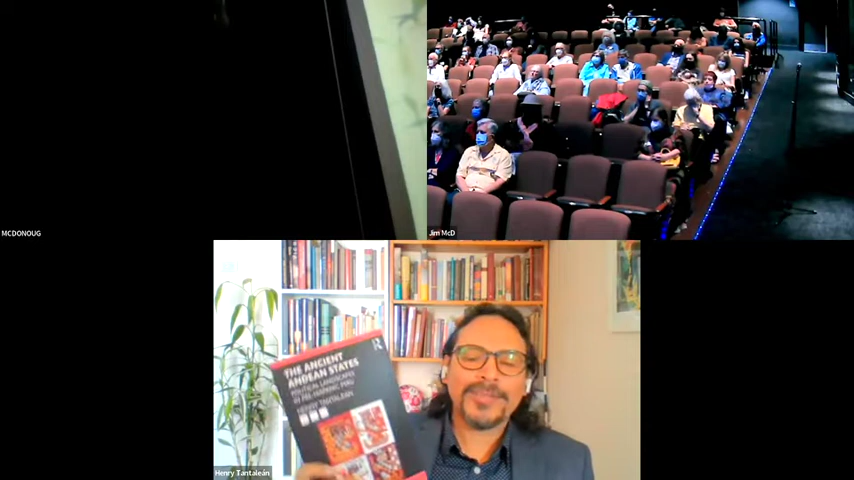 MCDONOUG
Jim McD
THE ANCIENT
ANDEAN STATES
POLITICAL LANDSCAPES
IN PRE-HISPANIC PERU
HENRY TANTALEÁN
Henry Tantaleán